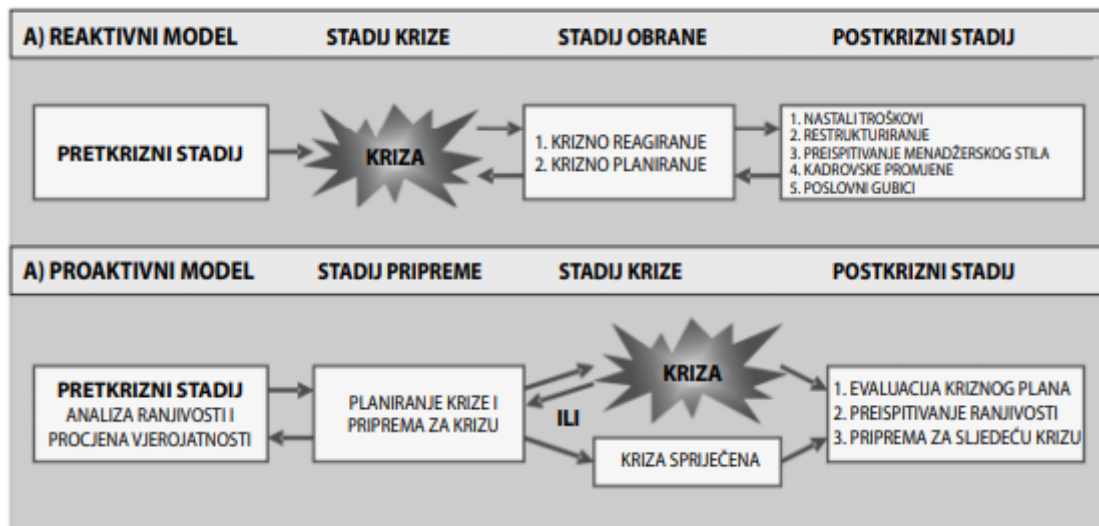 A) REAKTIVNI MODEL STADIJ KRIZE STADIJ OBRANE POSTKRIZNI STADIJ
PRETKRIZNI STADIJ
KRIZA
1. KRIZNO REAGIRANJE
2. KRIZNO PLANIRANJE
1. NASTALI TROŠKOVI
2. RESTRUKTURIRANJE
3. PREISPITIVANJE MENADŽERSKOG STILA
4. KADROVSKE PROMJENE
5. POSLOVNI GUBICI
A) PROAKTIVNI MODEL STADIJ PRIPREME STADIJ KRIZE POSTKRIZNI STADIJ
PRETKRIZNI STADIJ
ANALIZA RANJIVOSTI I
PROCJENA VJEROJATNOSTI
PLANIRANJE KRIZE I
PRIPREMA ZA KRIZU
KRIZA
ILI
KRIZA SPRIJEČENA
1. EVALUACIJA KRIZNOG PLANA
2. PREISPITIVANJE RANJIVOSTI
3. PRIPREMA ZA SLJEDEĆU KRIZU